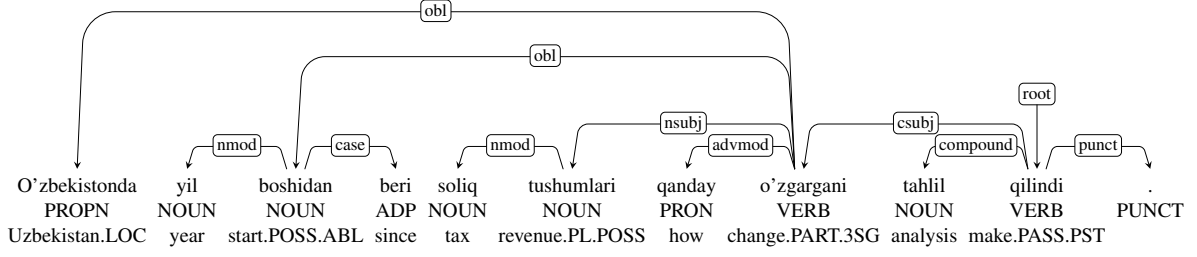 obl
obl
root
nsubj csubj
nmod case nmod advmod compound punct
O'zbekistonda yil boshidan beri soliq tushumlari qanday o'zgargani tahlil qilindi .
PROPN NOUN NOUN ADP NOUN NOUN PRON VERB NOUN VERB PUNCT
Uzbekistan.LOC year start.POSS.ABL since tax revenue.PL.POSS how change.PART.3SG analysis make.PASS.PST